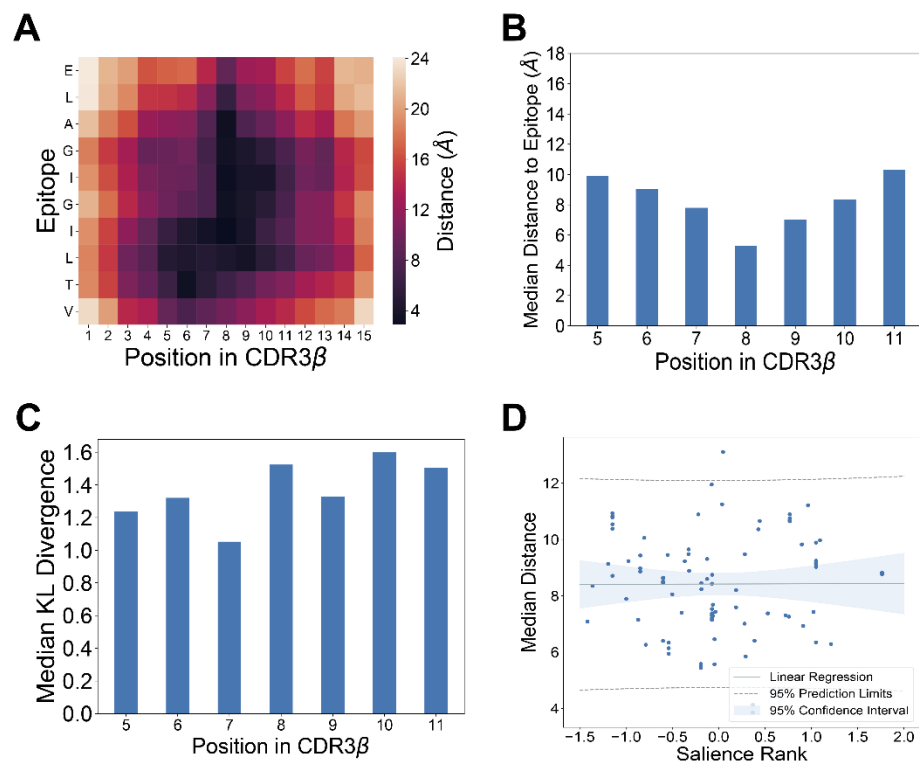 A
E
L
A
G
I
G
I
L
T
V
Epitope
1 2 3 4 5 6 7 8 9 10 11 12 13 14 15
Position in CDR3β
24
20
16
12
8
4
Distance (Å)
B
18
16
14
12
10
8
6
4
2
0
Median Distance to Epitope (Å)
5 6 7 8 9 10 11
Position in CDR3β
C
1.6
1.4
1.2
1.0
0.8
0.6
0.4
0.2
0.0
Median KL Divergence
5 6 7 8 9 10 11
Position in CDR3β
D
12
10
8
6
4
Median Distance
Linear Regression
95% Prediction Limits
95% Confidence Interval
−1.5 −1.0 −0.5 0.0 0.5 1.0 1.5 2.0
Salience Rank